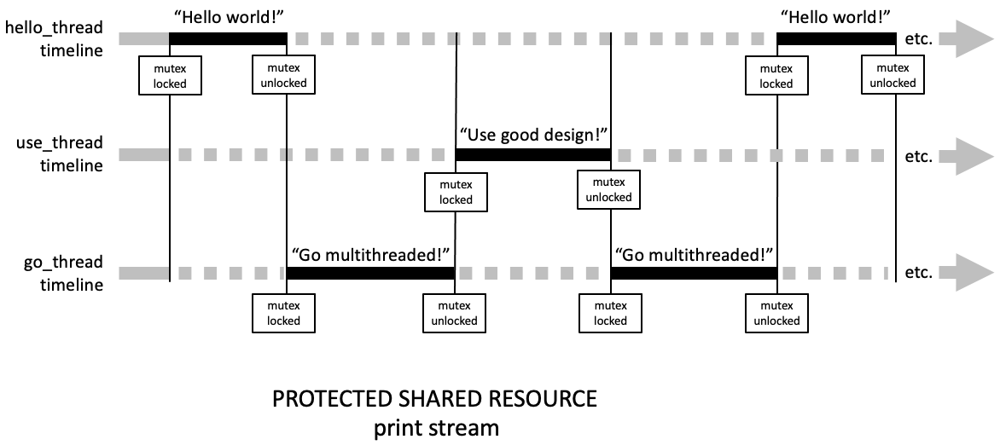 “Hello world!”
“Hello world!”
hello_thread
timeline
etc.
mutex
locked
mutex
unlocked
mutex
locked
mutex
unlocked
“Use good design!”
use_thread
timeline
etc.
mutex
locked
mutex
unlocked
“Go multithreaded!”
“Go multithreaded!”
go_thread
timeline
etc.
mutex
locked
mutex
unlocked
mutex
locked
mutex
unlocked
PROTECTED SHARED RESOURCE
print stream